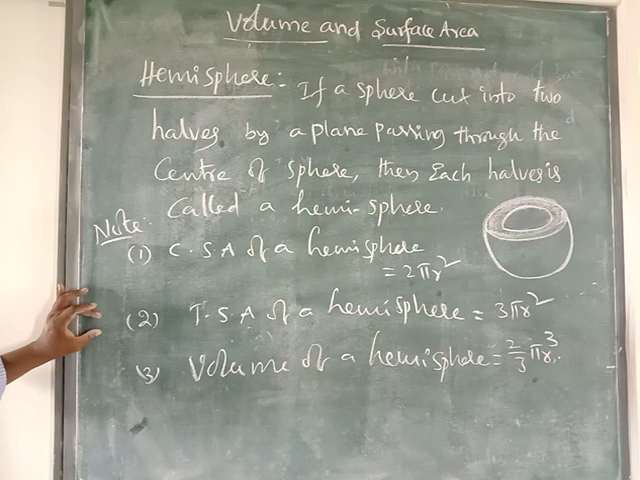 Volume and Surface Area
Hemisphere:- If a sphere cut into two
halves by a plane passing through the
Centre of sphere, then Each halves is
Called a hemi-sphere.
Note:
(1) C.S.A of a hemisphere
= 2πr²
(2) T.S.A of a hemisphere = 3πr²
(3) Volume of a hemisphere = 2/3 πr³.